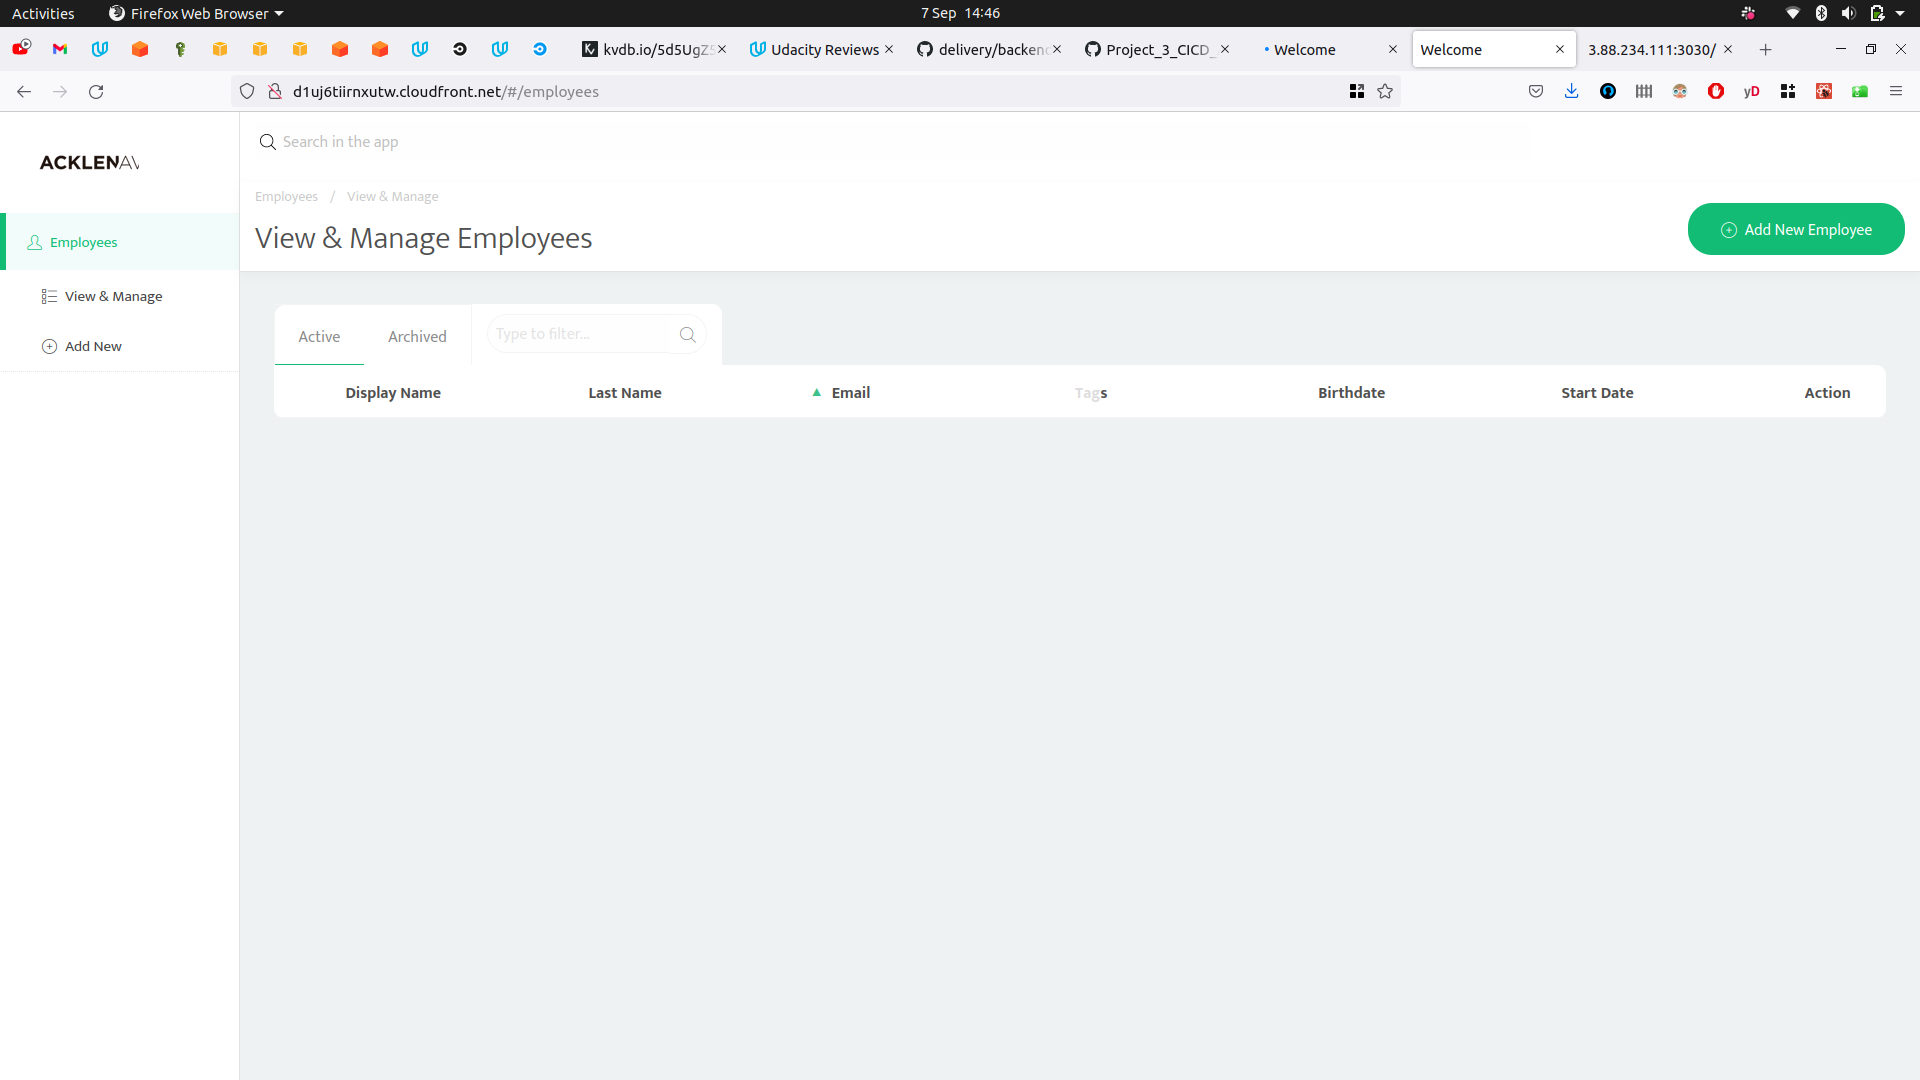 Activities Firefox Web Browser 7 Sep 14:46
kvdb.io/5d5UgZ Udacity Reviews delivery/backen Project_3_CICD_ Welcome Welcome 3.88.234.111:3030/
d1uj6tiirnxutw.cloudfront.net/#/employees yD
ACKLENAV
Search in the app
Employees / View & Manage
View & Manage Employees
Add New Employee
Employees
View & Manage
Add New
Active Archived Type to filter...
Display Name Last Name Email Tags Birthdate Start Date Action